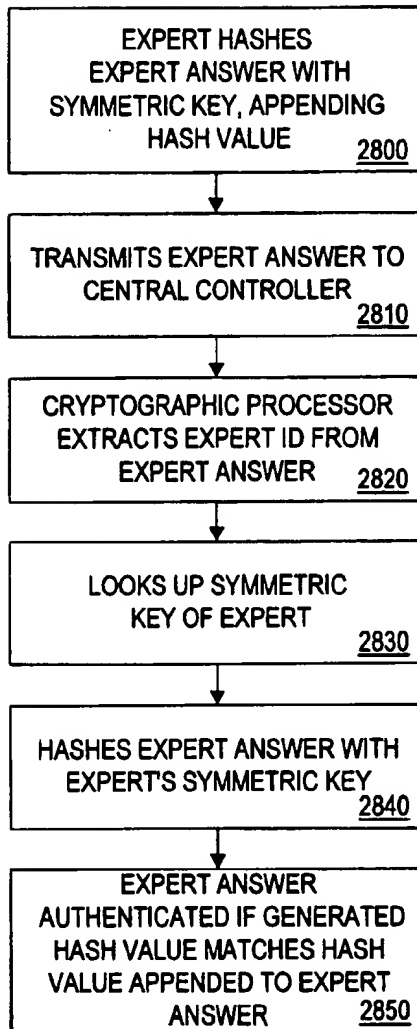 EXPERT HASHES
EXPERT ANSWER WITH
SYMMETRIC KEY, APPENDING
HASH VALUE
2800
TRANSMITS EXPERT ANSWER TO
CENTRAL CONTROLLER
2810
CRYPTOGRAPHIC PROCESSOR
EXTRACTS EXPERT ID FROM
EXPERT ANSWER
2820
LOOKS UP SYMMETRIC
KEY OF EXPERT
2830
HASHES EXPERT ANSWER WITH
EXPERT'S SYMMETRIC KEY
2840
EXPERT ANSWER
AUTHENTICATED IF GENERATED
HASH VALUE MATCHES HASH
VALUE APPENDED TO EXPERT
ANSWER
2850